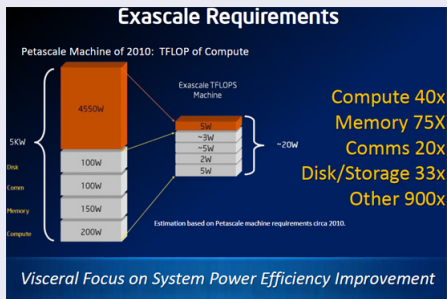 Exascale Requirements
Petascale Machine of 2010: TFLOP of Compute
Exascale TFLOPS
Machine
4550W
5KW
100W
Disk
100W
Comm
150W
Memory
200W
Compute
5W
~3W
~5W
2W
5W
~20W
Compute 40x
Memory 75X
Comms 20x
Disk/Storage 33x
Other 900x
Estimation based on Petascale machine requirements circa 2010.
Visceral Focus on System Power Efficiency Improvement